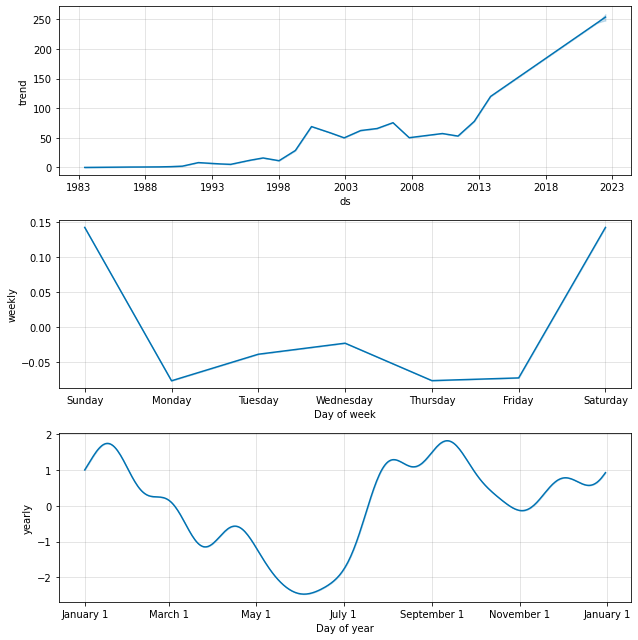 250
200
150
100
50
0
trend
1983 1988 1993 1998 2003 2008 2013 2018 2023
ds
0.15
0.10
0.05
0.00
−0.05
weekly
Sunday Monday Tuesday Wednesday Thursday Friday Saturday
Day of week
2
1
0
−1
−2
yearly
January 1 March 1 May 1 July 1 September 1 November 1 January 1
Day of year